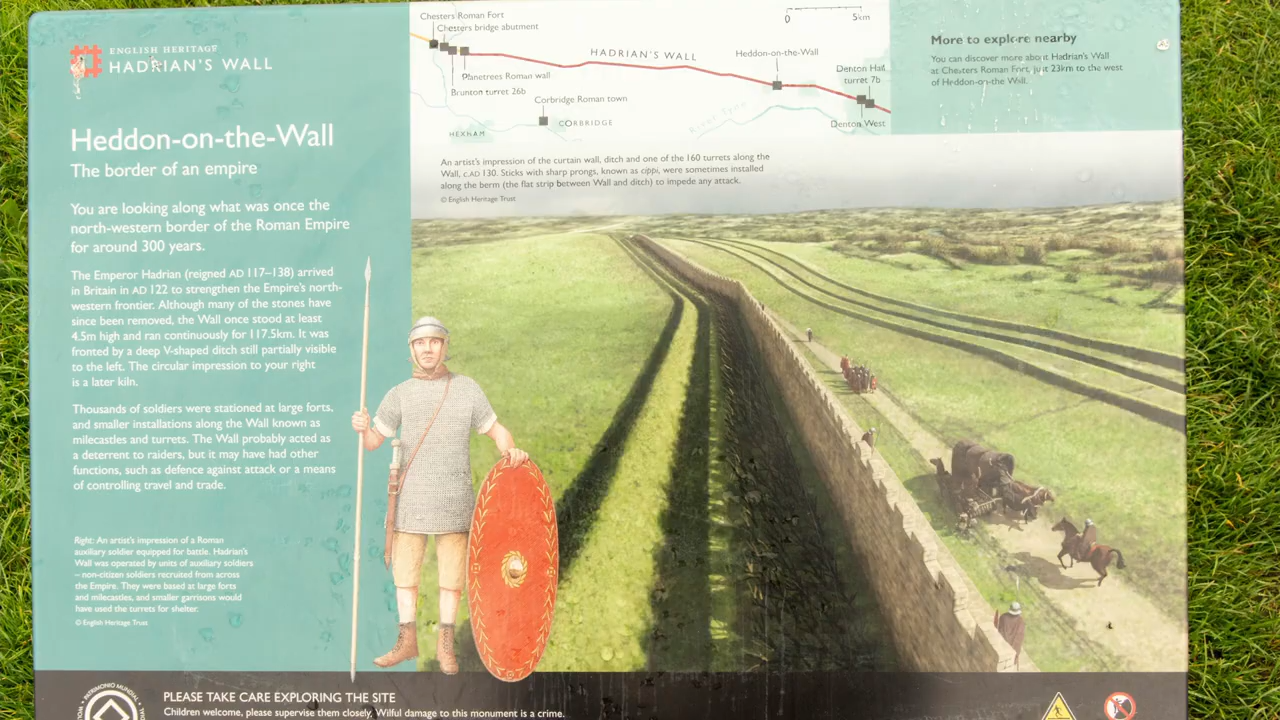 ENGLISH HERITAGE
HADRIAN'S WALL
Heddon-on-the-Wall
The border of an empire
You are looking along what was once the
north-western border of the Roman Empire
for around 300 years.
The Emperor Hadrian (reigned AD 117–138) arrived
in Britain in AD 122 to strengthen the Empire's north-
western frontier. Although many of the stones have
since been removed, the Wall once stood at least
4.5m high and ran continuously for 117.5km. It was
fronted by a deep V-shaped ditch still partially visible
to the left. The circular impression to your right
is a later kiln.
Thousands of soldiers were stationed at large forts,
and smaller installations along the Wall known as
milecastles and turrets. The Wall probably acted as
a deterrent to raiders, but it may have had other
functions, such as defence against attack or a means
of controlling travel and trade.
Right: An artist's impression of a Roman
auxiliary soldier equipped for battle. Hadrian's
Wall was operated by units of auxiliary soldiers
– non-citizen soldiers recruited from across
the Empire. They were based at large forts
and milecastles, and smaller garrisons would
have used the turrets for shelter.
© English Heritage Trust
Chesters Roman Fort
Chesters bridge abutment
Planetrees Roman wall
Brunton turret 26b
HADRIAN'S WALL
Corbridge Roman town
CORBRIDGE
HEXHAM
River Tyne
Heddon-on-the-Wall
Denton Hall
turret 7b
Denton West
0 5km
An artist's impression of the curtain wall, ditch and one of the 160 turrets along the
Wall, c.AD 130. Sticks with sharp prongs, known as cippi, were sometimes installed
along the berm (the flat strip between Wall and ditch) to impede any attack.
© English Heritage Trust
More to explore nearby
You can discover more about Hadrian's Wall
at Chesters Roman Fort, just 23km to the west
of Heddon-on-the Wall.
PATRIMONIO MUNDIAL
PLEASE TAKE CARE EXPLORING THE SITE
Children welcome, please supervise them closely. Wilful damage to this monument is a crime.